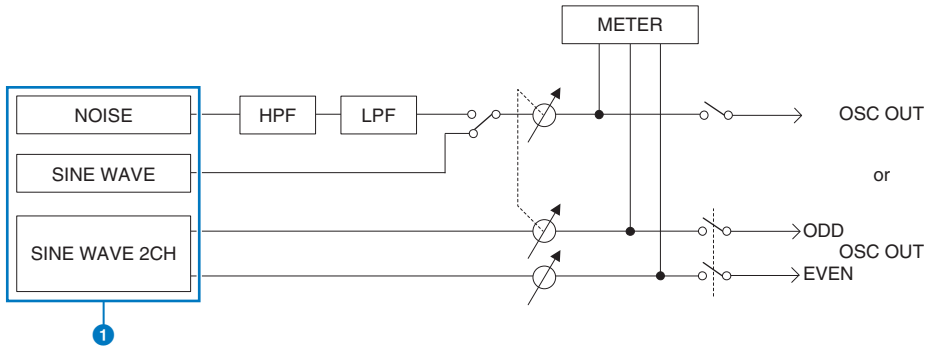 METER
NOISE
HPF
LPF
OSC OUT
SINE WAVE
or
SINE WAVE 2CH
ODD
OSC OUT
EVEN
1